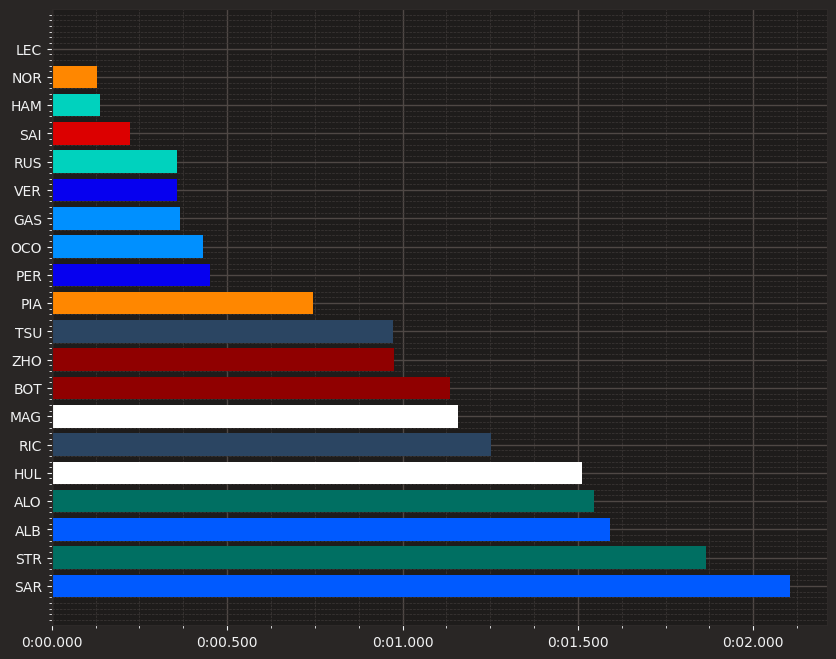 LEC
NOR
HAM
SAI
RUS
VER
GAS
OCO
PER
PIA
TSU
ZHO
BOT
MAG
RIC
HUL
ALO
ALB
STR
SAR
0:00.000 0:00.500 0:01.000 0:01.500 0:02.000